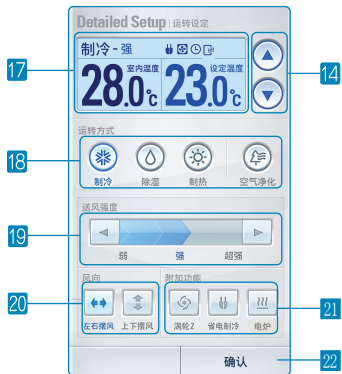 Detailed Setup | 运转设定
制冷 - 强
室内温度
设定温度
28.0℃ 23.0℃
17
14
运转方式
18
制冷 除湿 制热 空气净化
送风强度
19
弱 强 超强
风向 附加功能
20
21
左右摆风 上下摆风 涡轮Z 省电制冷 电炉
确认
22